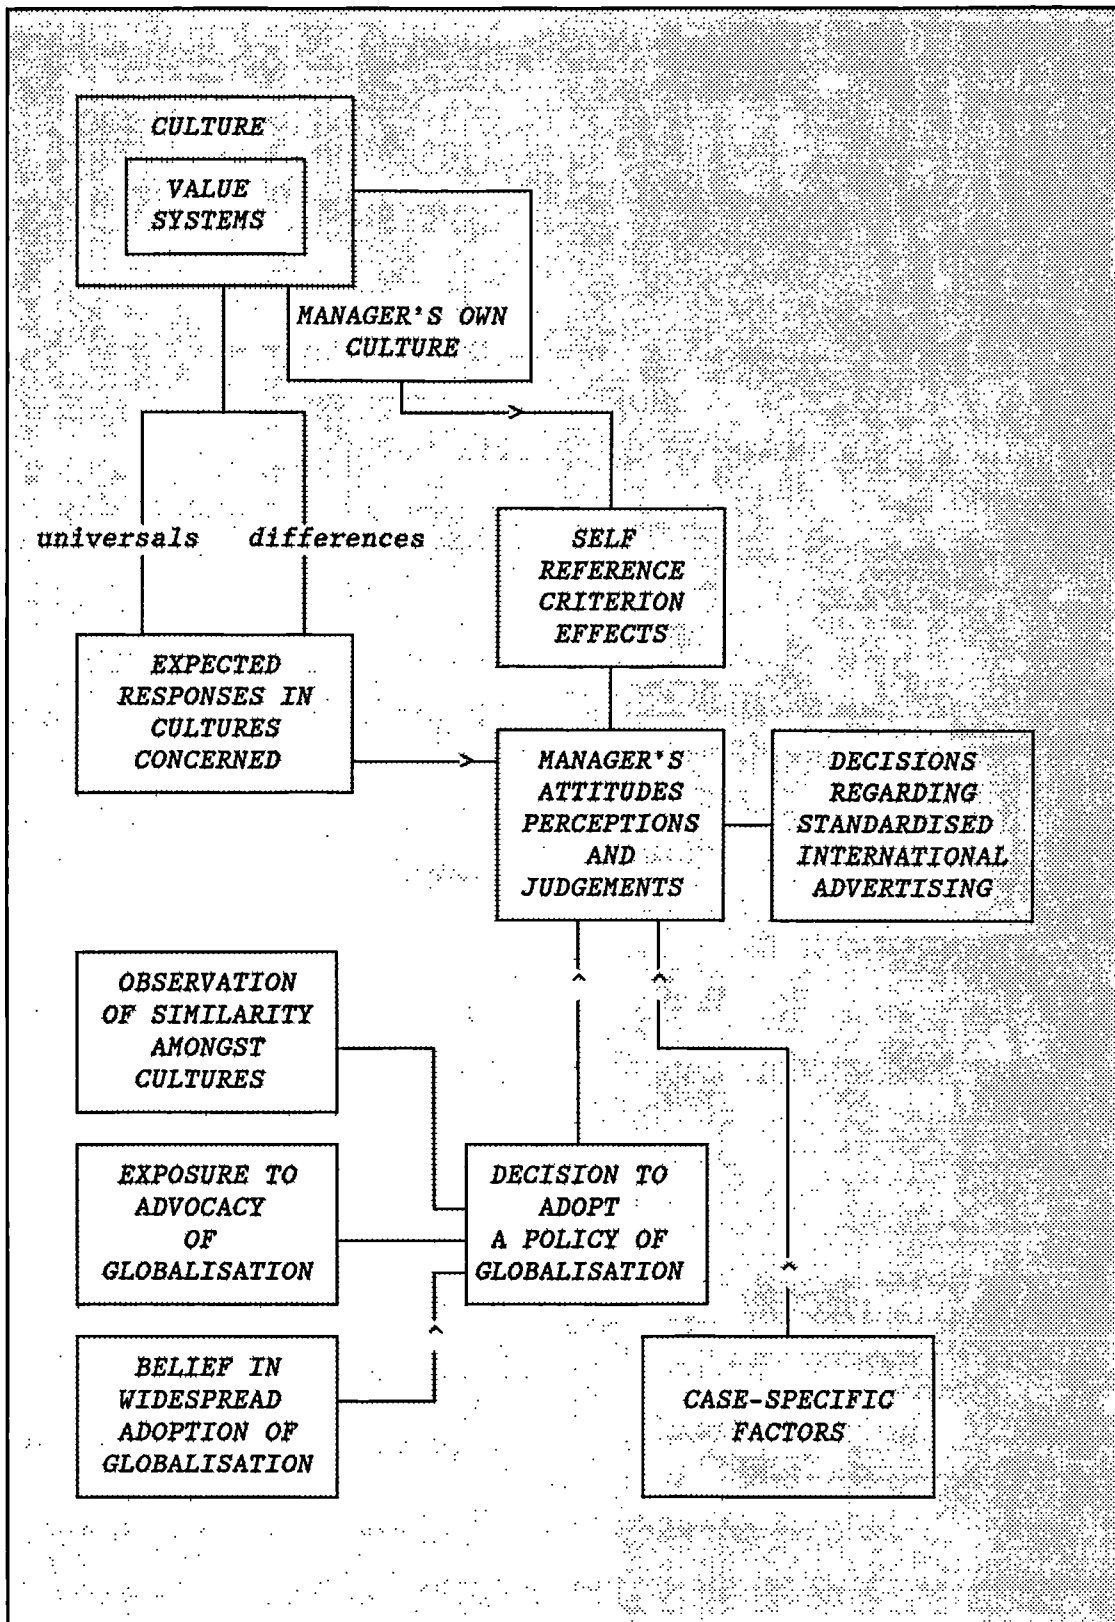 CULTURE
VALUE
SYSTEMS
MANAGER'S OWN
CULTURE
universals
differences
SELF
REFERENCE
CRITERION
EFFECTS
EXPECTED
RESPONSES IN
CULTURES
CONCERNED
MANAGER'S
ATTITUDES
PERCEPTIONS
AND
JUDGEMENTS
DECISIONS
REGARDING
STANDARDISED
INTERNATIONAL
ADVERTISING
OBSERVATION
OF SIMILARITY
AMONGST
CULTURES
EXPOSURE TO
ADVOCACY
OF
GLOBALISATION
DECISION TO
ADOPT
A POLICY OF
GLOBALISATION
BELIEF IN
WIDESPREAD
ADOPTION OF
GLOBALISATION
CASE-SPECIFIC
FACTORS